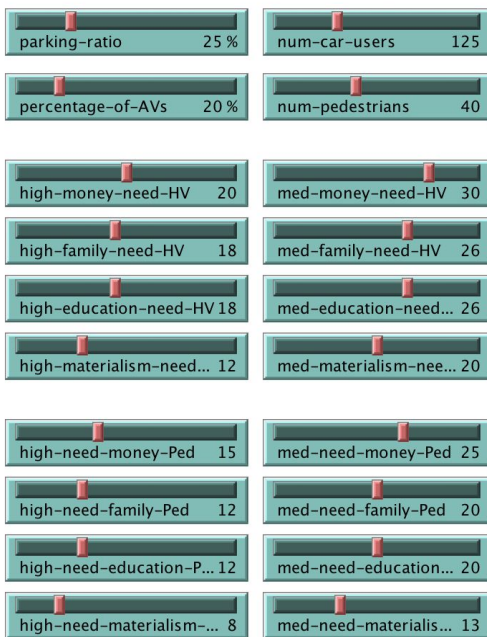 parking-ratio 25 % num-car-users 125
percentage-of-AVs 20 % num-pedestrians 40
high-money-need-HV 20 med-money-need-HV 30
high-family-need-HV 18 med-family-need-HV 26
high-education-need-HV 18 med-education-need... 26
high-materialism-need... 12 med-materialism-nee... 20
high-need-money-Ped 15 med-need-money-Ped 25
high-need-family-Ped 12 med-need-family-Ped 20
high-need-education-P... 12 med-need-education... 20
high-need-materialism-... 8 med-need-materialis... 13